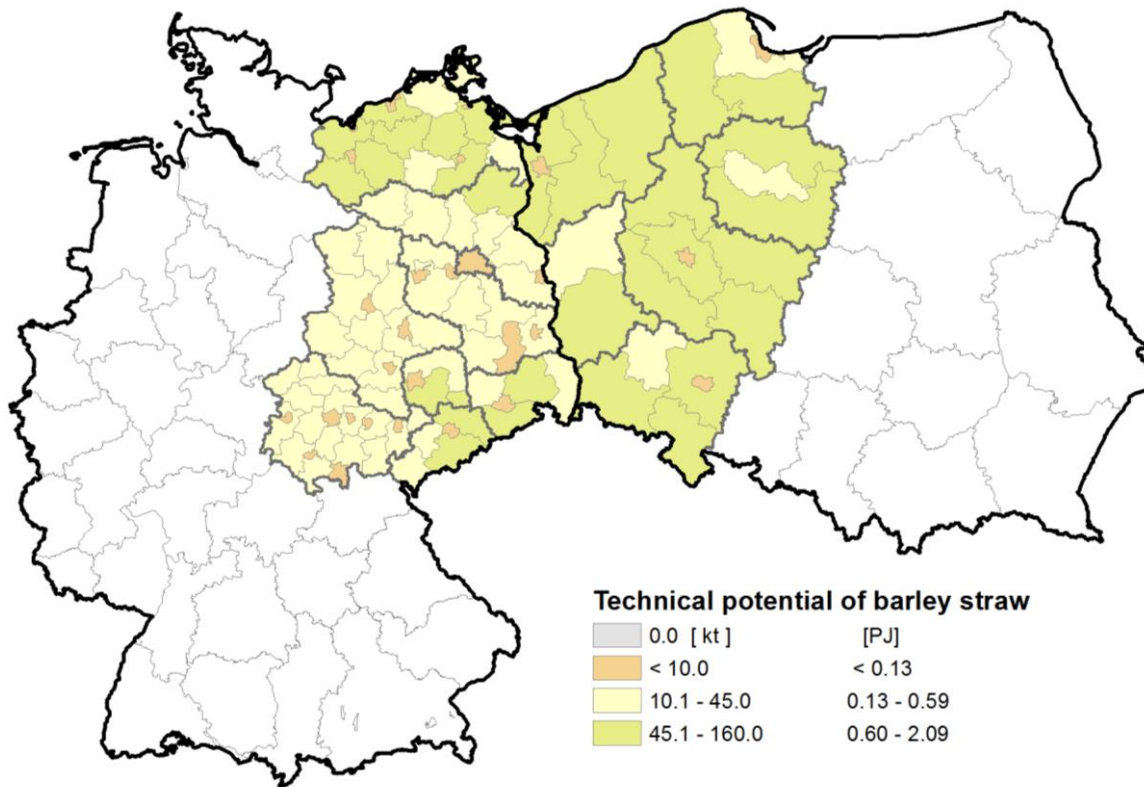 Technical potential of barley straw
0.0 [ kt ] [PJ]
< 10.0 < 0.13
10.1 - 45.0 0.13 - 0.59
45.1 - 160.0 0.60 - 2.09